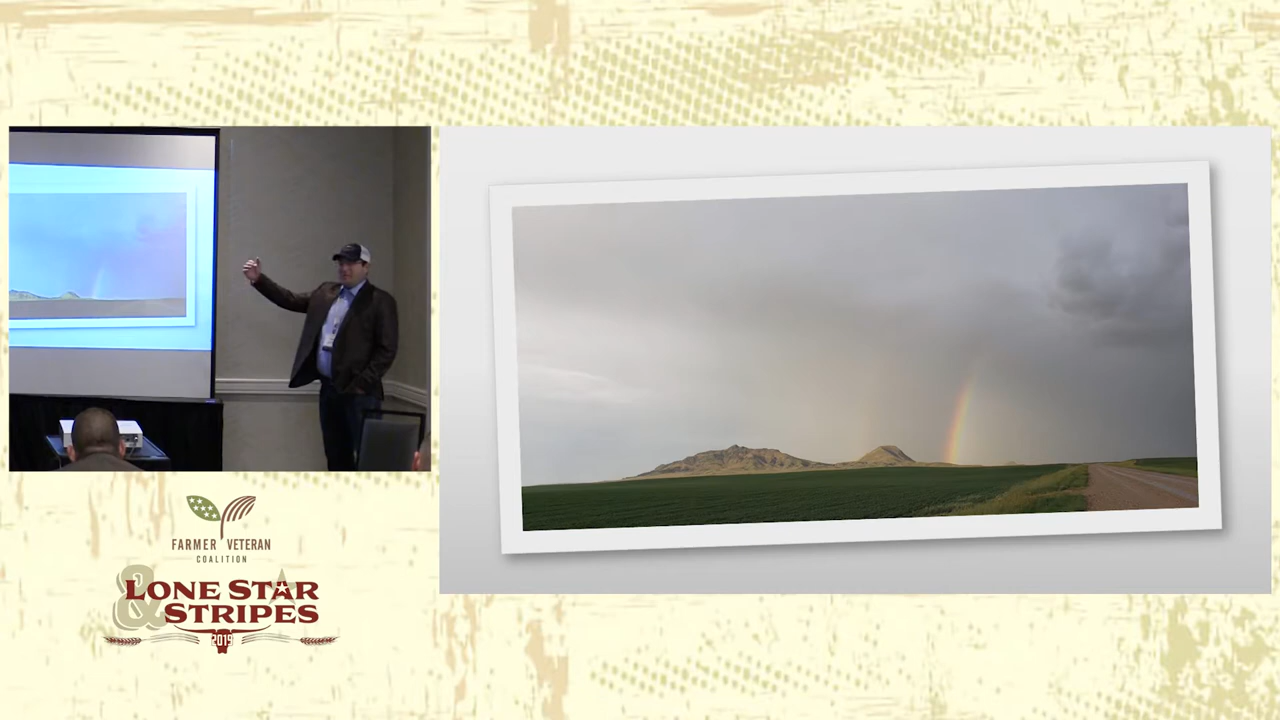 FARMER VETERAN
COALITION
& LONE STAR
STRIPES
2019